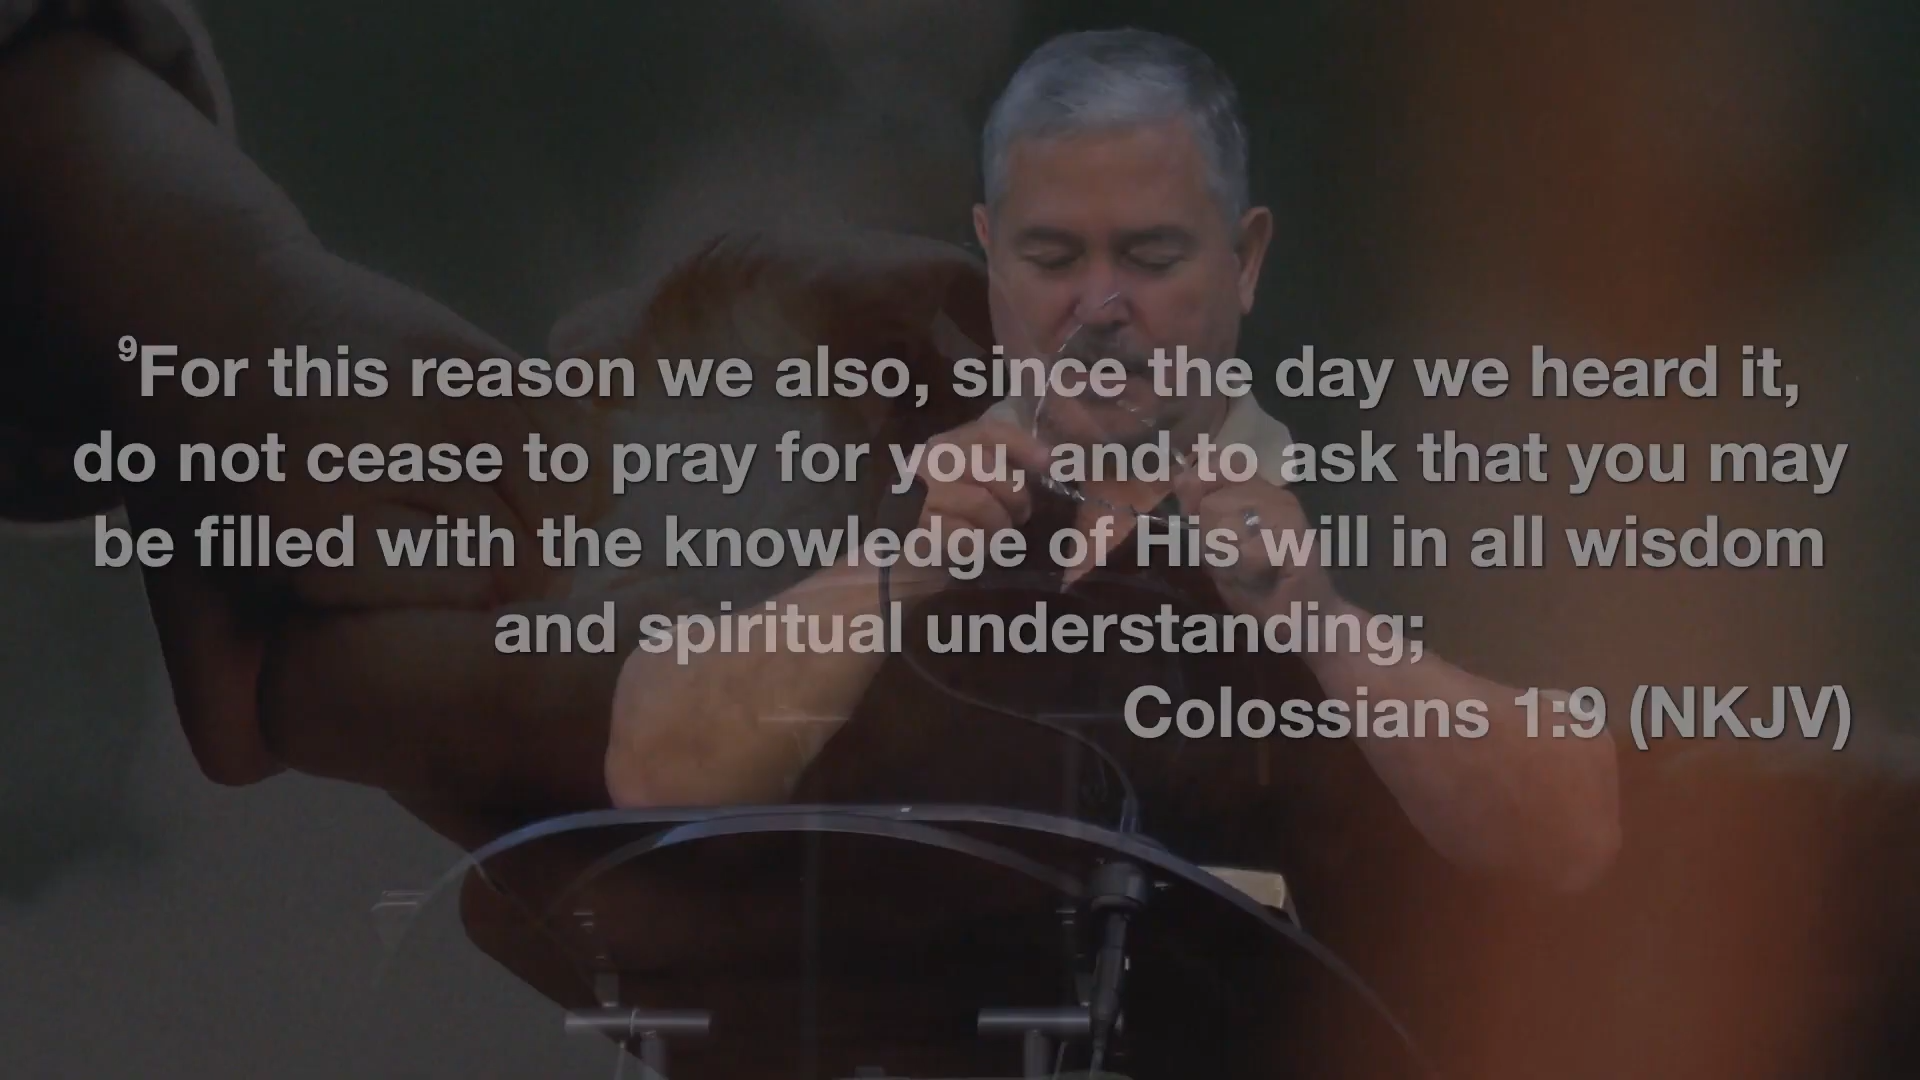 ⁹For this reason we also, since the day we heard it,
do not cease to pray for you, and to ask that you may
be filled with the knowledge of His will in all wisdom
and spiritual understanding;
Colossians 1:9 (NKJV)